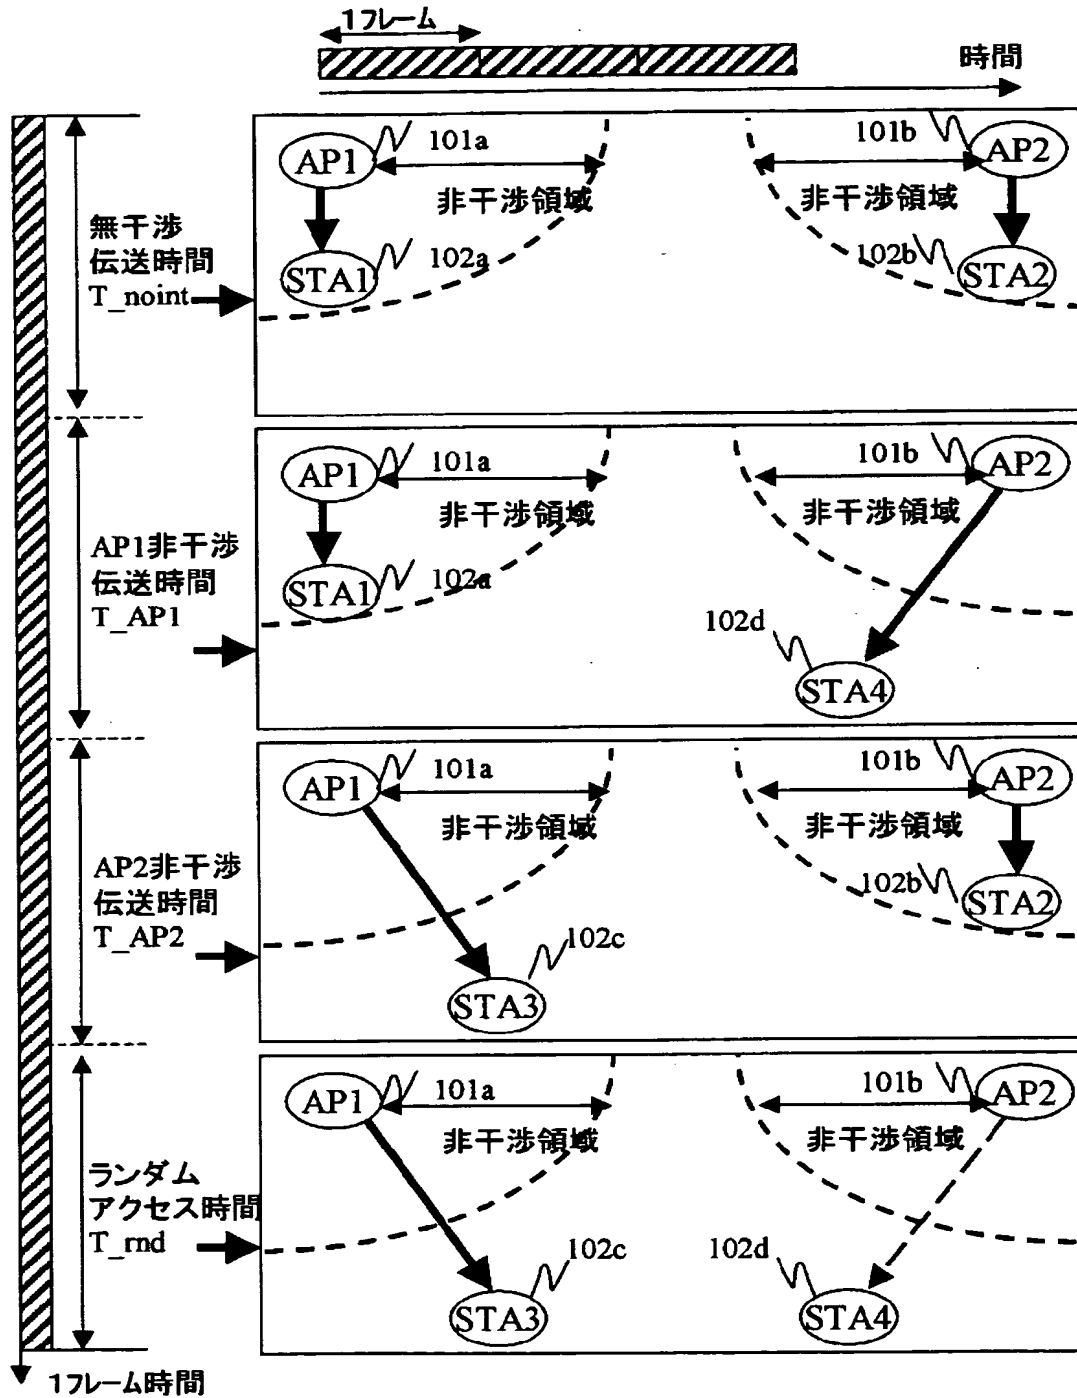 1フレーム
時間
無干渉
伝送時間
T_noint
AP1
101a
非干渉領域
STA1
102a
101b
AP2
非干渉領域
102b
STA2
AP1非干渉
伝送時間
T_AP1
AP1
101a
非干渉領域
STA1
102a
101b
AP2
非干渉領域
102d
STA4
AP2非干渉
伝送時間
T_AP2
AP1
101a
非干渉領域
102c
STA3
101b
AP2
非干渉領域
102b
STA2
ランダム
アクセス時間
T_rnd
AP1
101a
非干渉領域
102c
STA3
101b
AP2
非干渉領域
102d
STA4
1フレーム時間